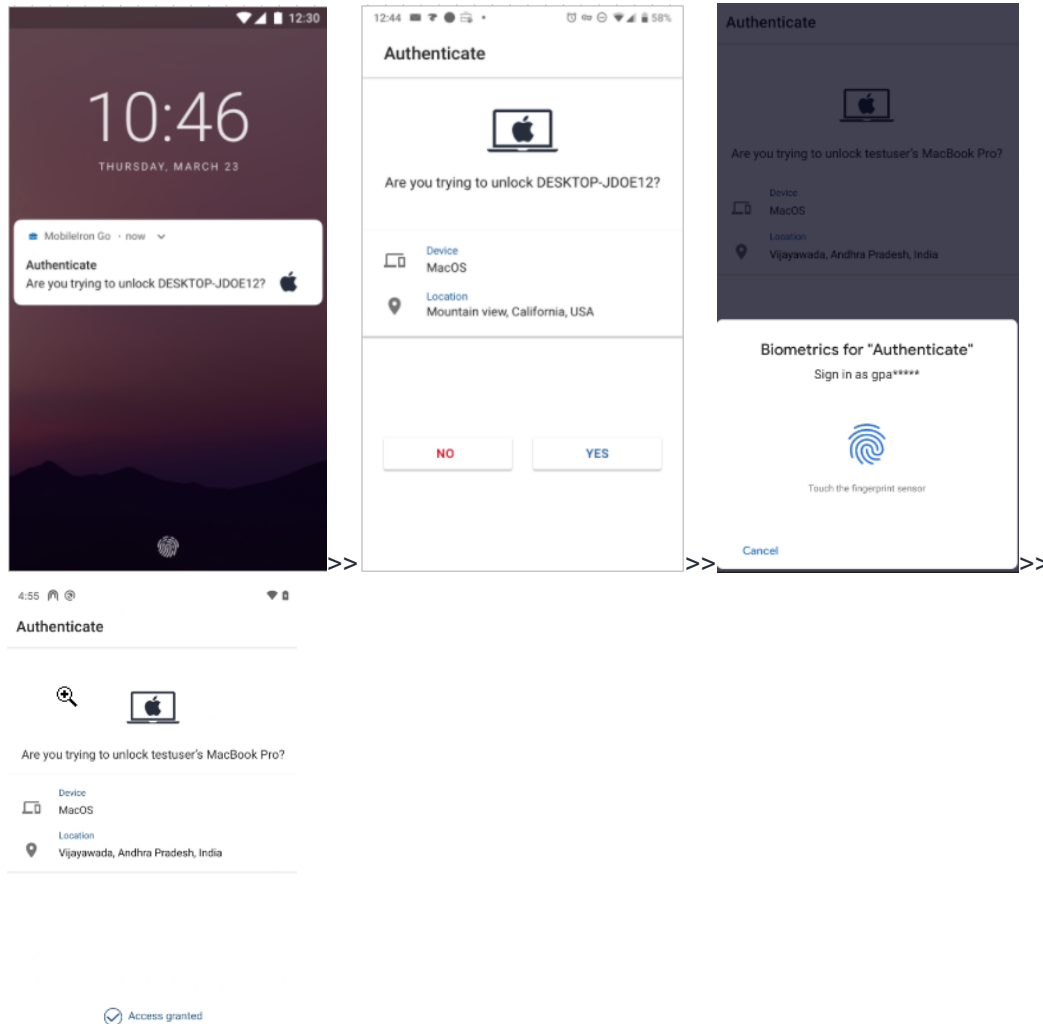 12:30
10:46
THURSDAY, MARCH 23
MobileIron Go · now
Authenticate
Are you trying to unlock DESKTOP-JDOE12?
>>
12:44
58%
Authenticate
Are you trying to unlock DESKTOP-JDOE12?
Device
MacOS
Location
Mountain view, California, USA
NO
YES
>>
Authenticate
Are you trying to unlock testuser's MacBook Pro?
Device
MacOS
Location
Vijayawada, Andhra Pradesh, India
Biometrics for "Authenticate"
Sign in as gpa*****
Touch the fingerprint sensor
Cancel
>>
4:55
Authenticate
Are you trying to unlock testuser's MacBook Pro?
Device
MacOS
Location
Vijayawada, Andhra Pradesh, India
Access granted